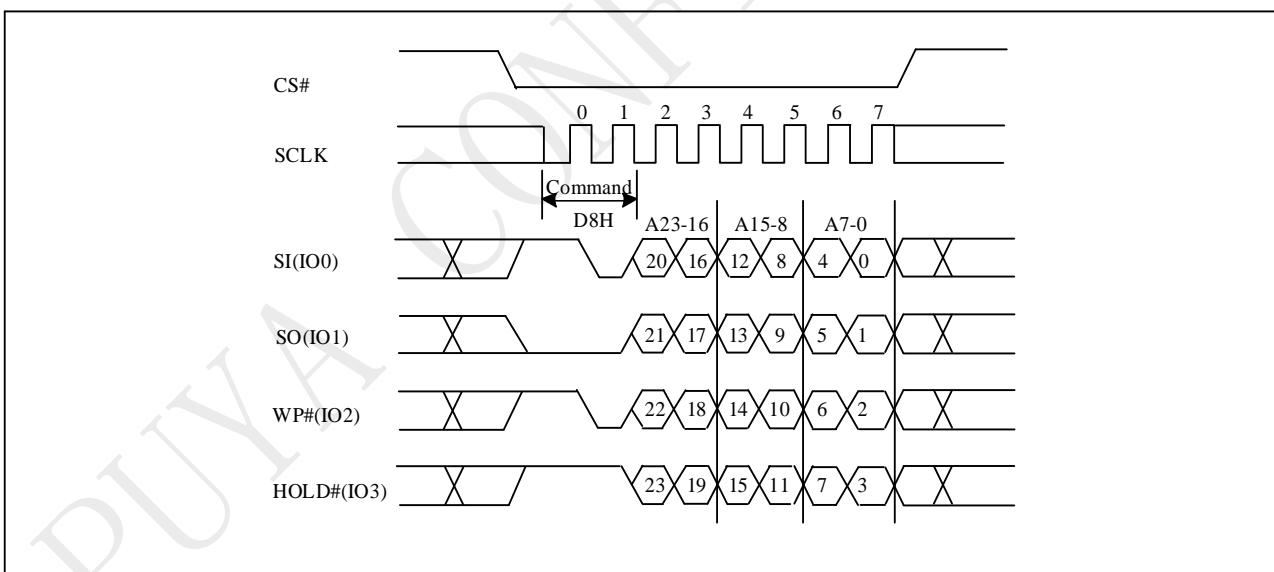 PUYA CONF
CS#
0 1 2 3 4 5 6 7
SCLK
Command
D8H A23-16 A15-8 A7-0
SI(IO0) 20 16 12 8 4 0
SO(IO1) 21 17 13 9 5 1
WP#(IO2) 22 18 14 10 6 2
HOLD#(IO3) 23 19 15 11 7 3